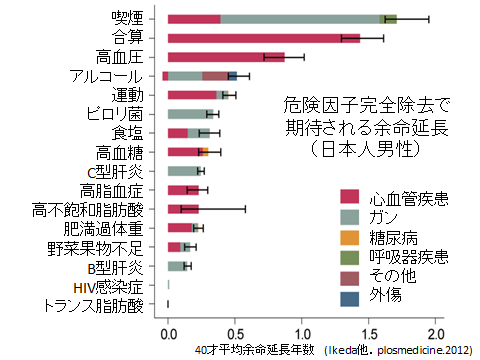 喫煙
合算
高血圧
アルコール
運動
ピロリ菌
食塩
高血糖
C型肝炎
高脂血症
高不飽和脂肪酸
肥満過体重
野菜果物不足
B型肝炎
HIV感染症
トランス脂肪酸
危険因子完全除去で
期待される余命延長
（日本人男性）
心血管疾患
ガン
糖尿病
呼吸器疾患
その他
外傷
0.0 0.5 1.0 1.5 2.0
40才平均余命延長年数 (Ikeda他. plosmedicine.2012)